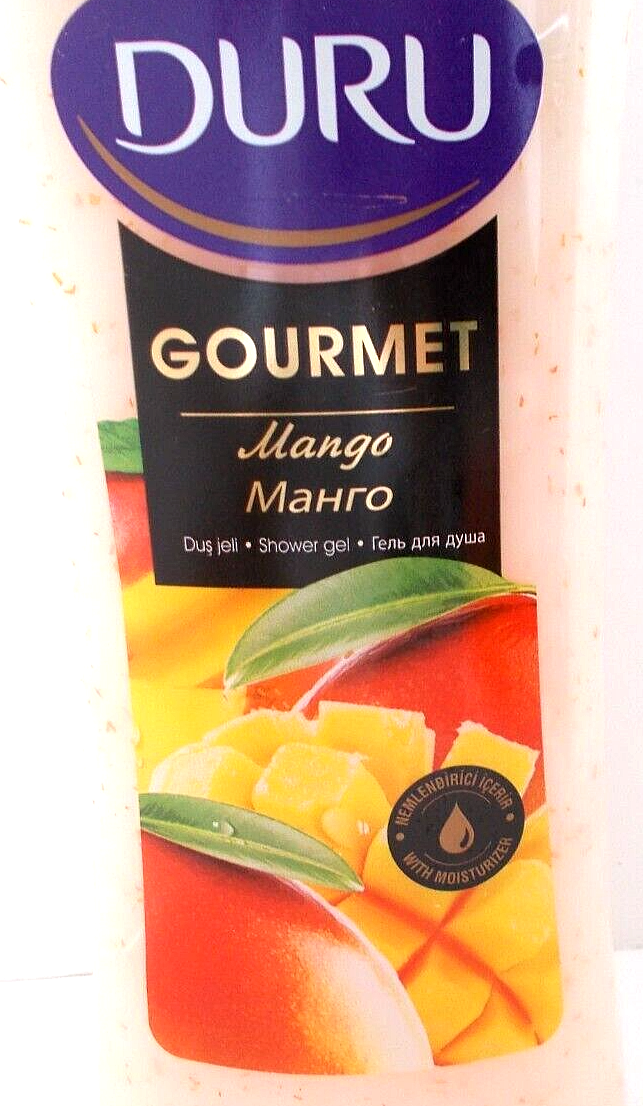 DURU
GOURMET
Mango
Манго
Duş jeli • Shower gel • Гель для душа
NEMLENDİRİCİ İÇERİR
WITH MOISTURIZER